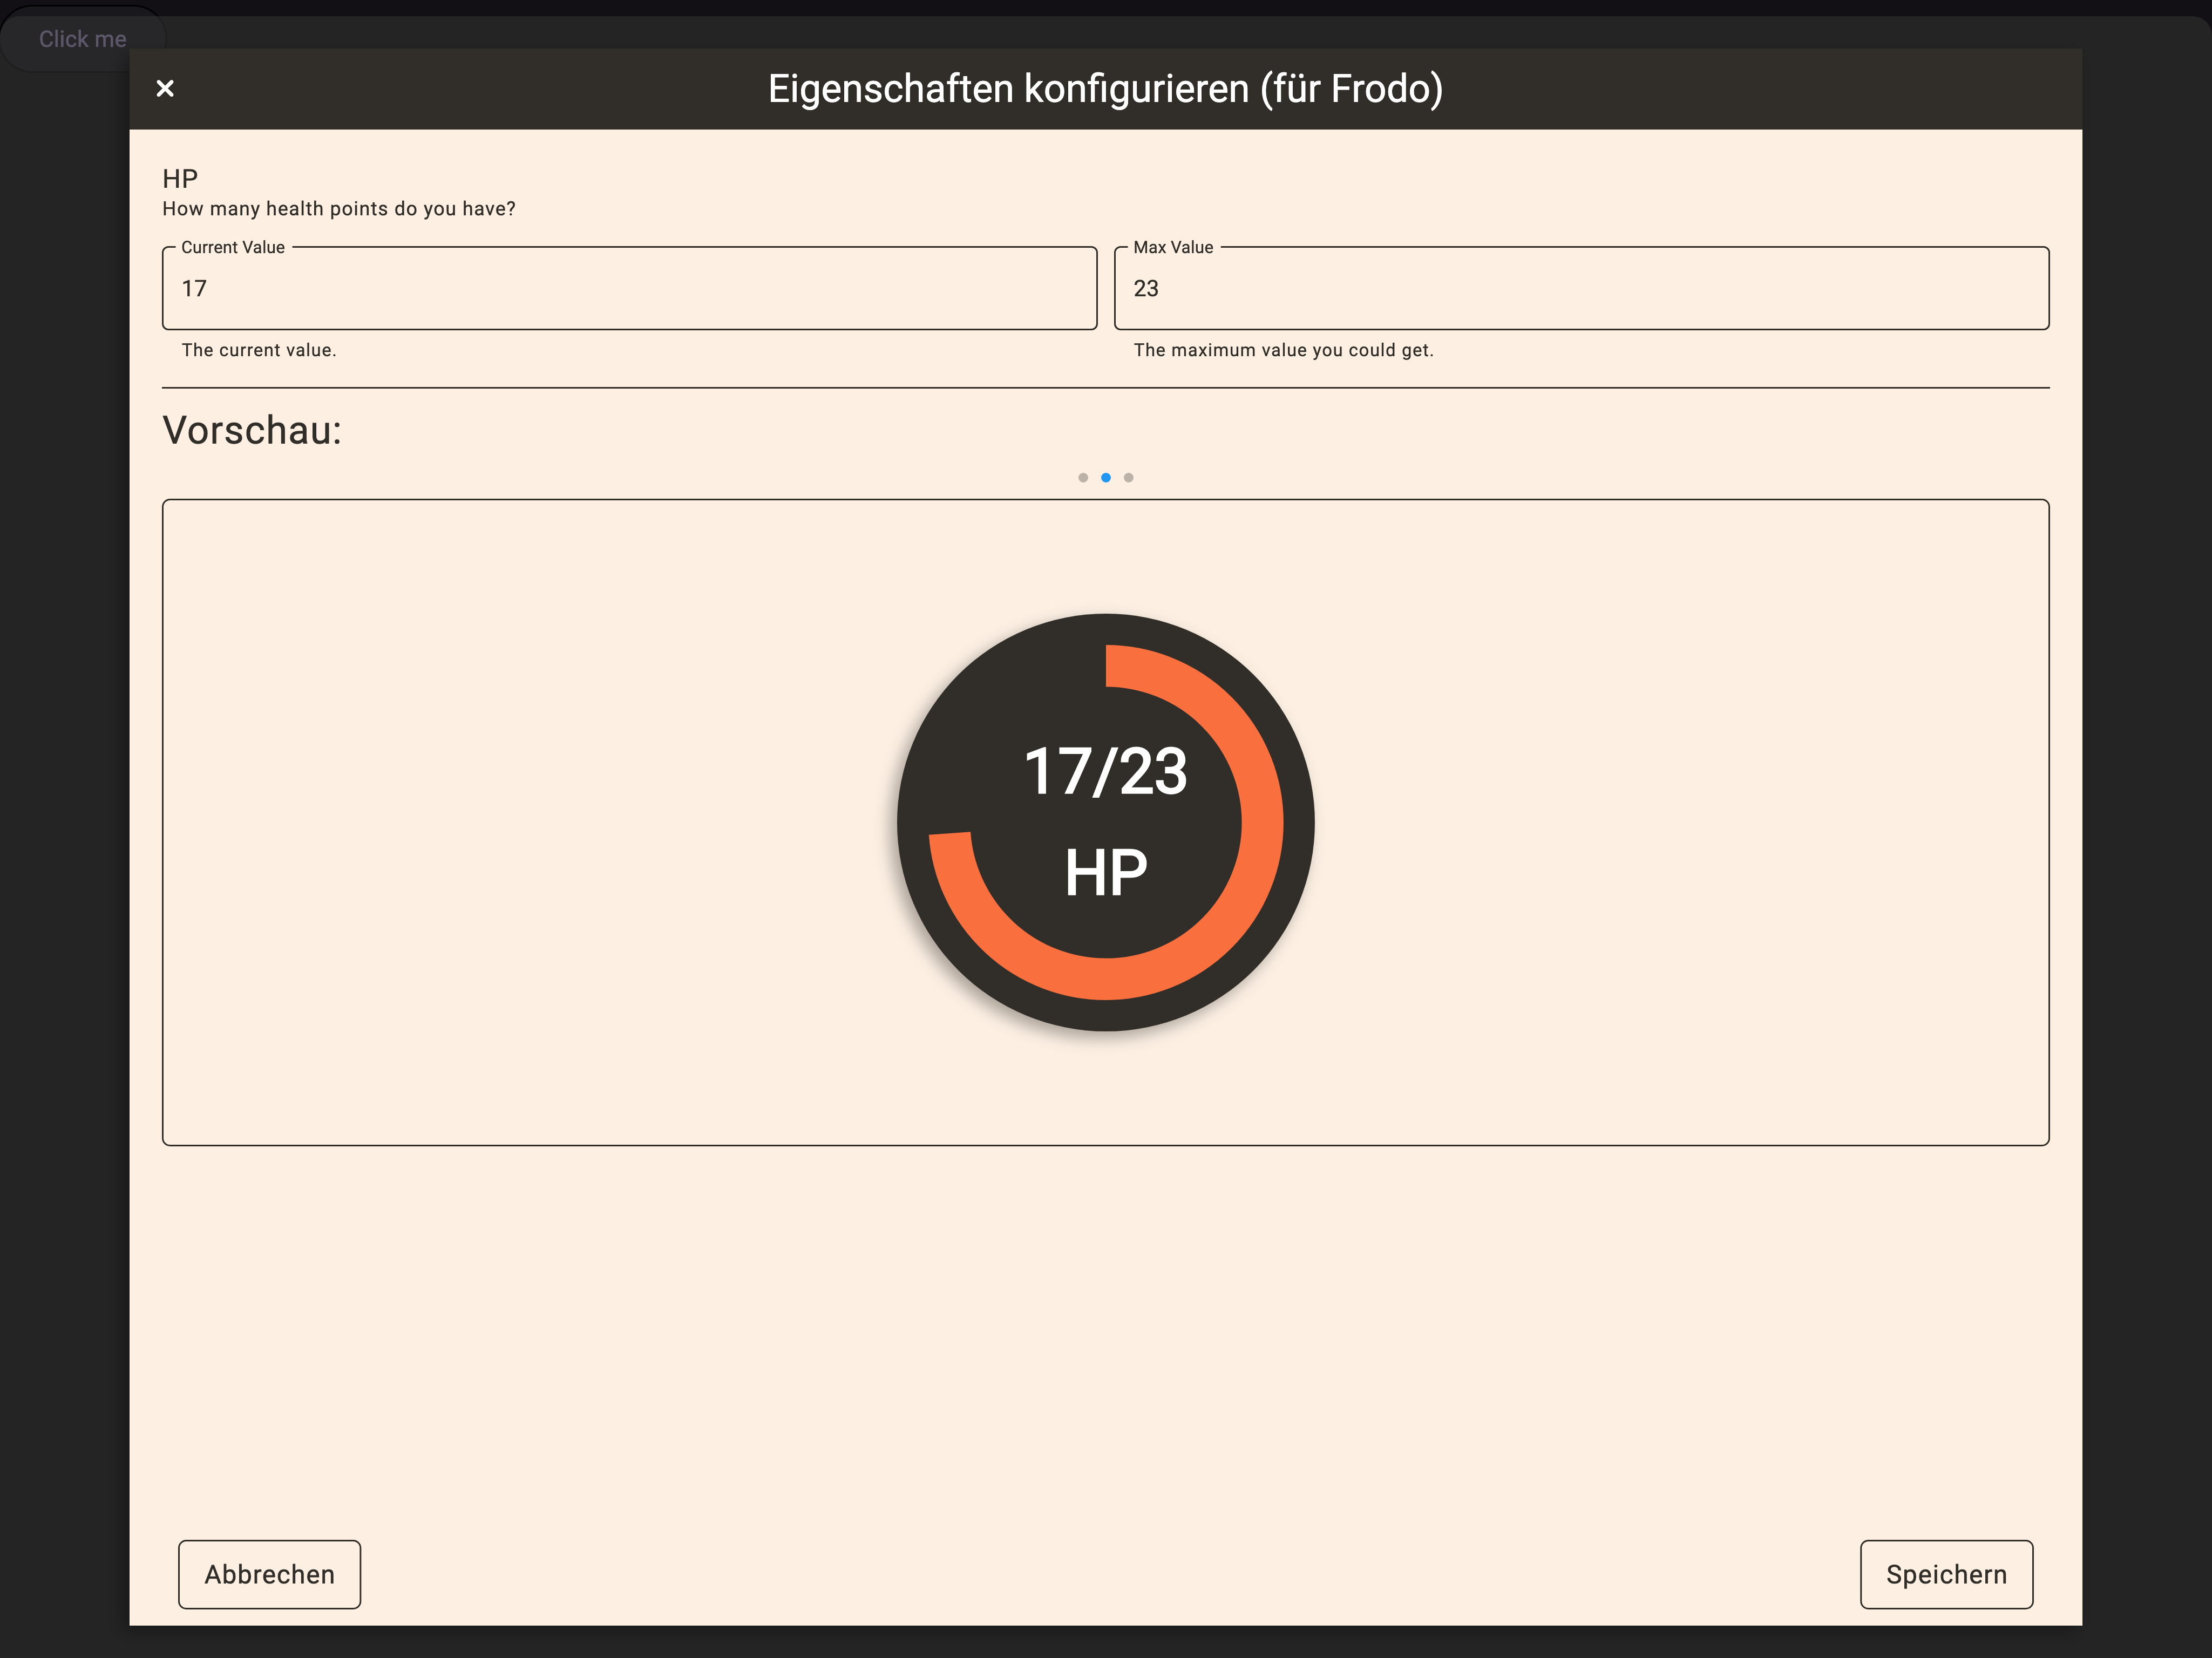 Click me
Eigenschaften konfigurieren (für Frodo)
HP
How many health points do you have?
Current Value
Max Value
17
23
The current value.
The maximum value you could get.
Vorschau:
17/23
HP
Abbrechen
Speichern